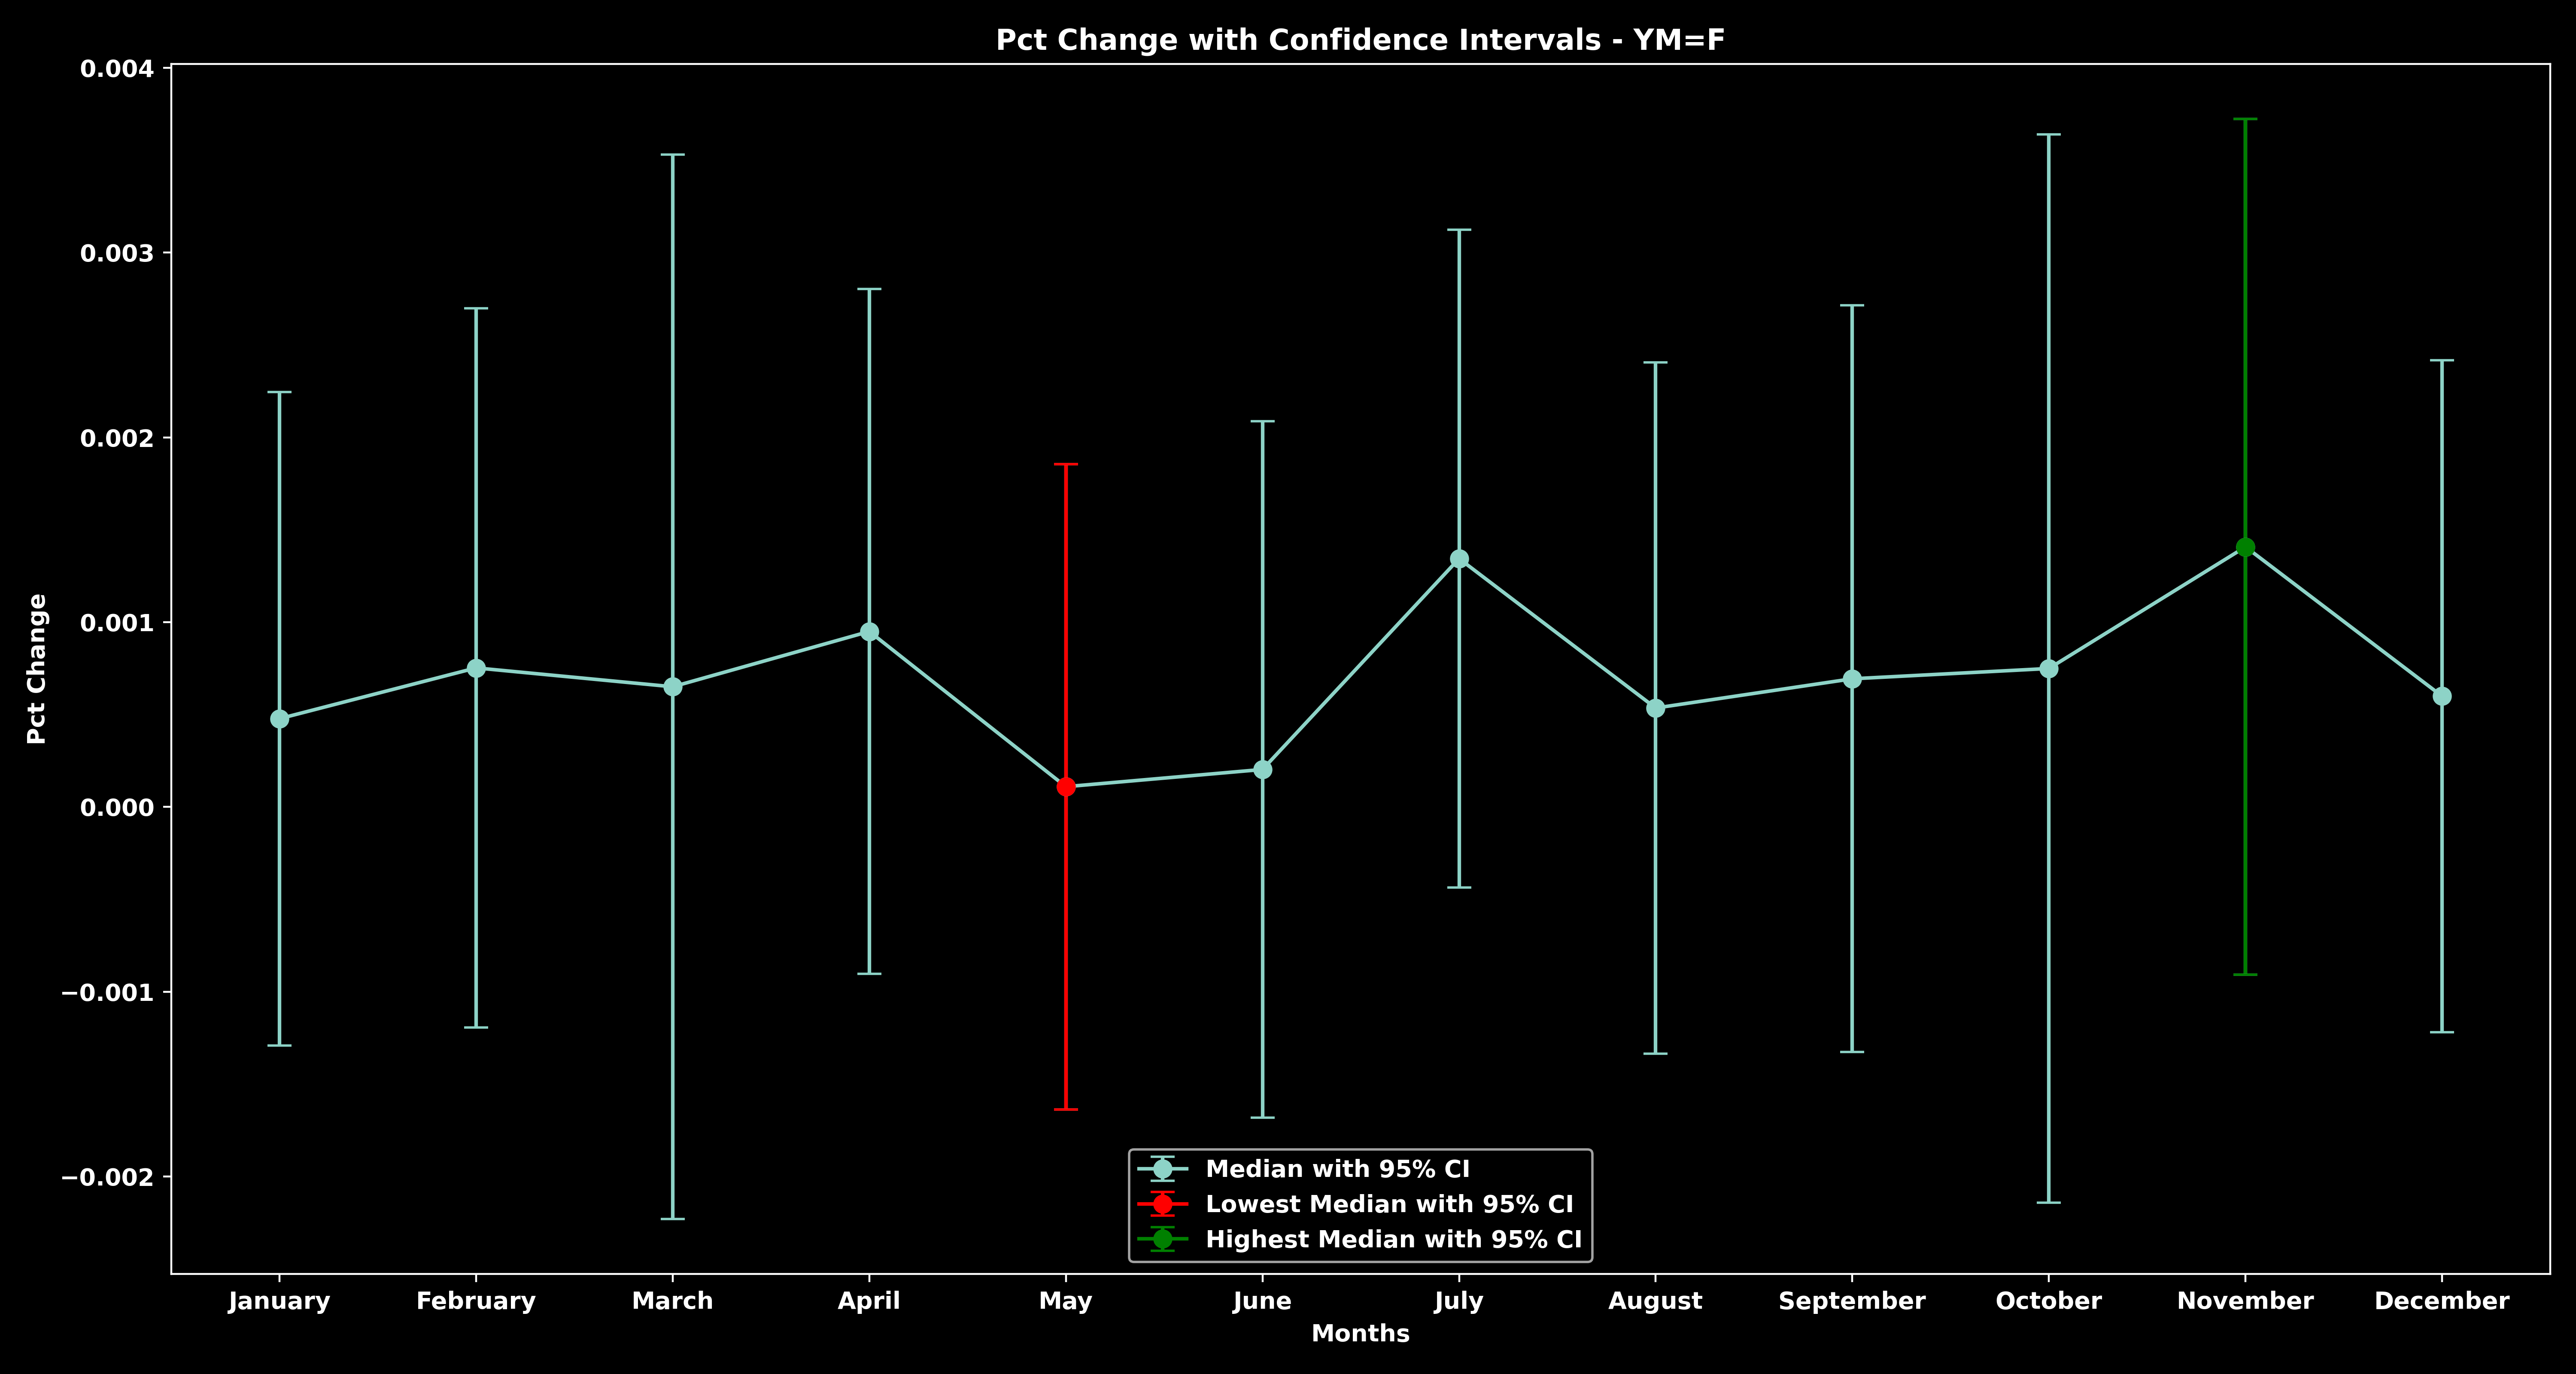 Pct Change with Confidence Intervals - YM=F
0.004
0.003
0.002
0.001
0.000
−0.001
−0.002
Pct Change
Median with 95% CI
Lowest Median with 95% CI
Highest Median with 95% CI
January February March April May June July August September October November December
Months